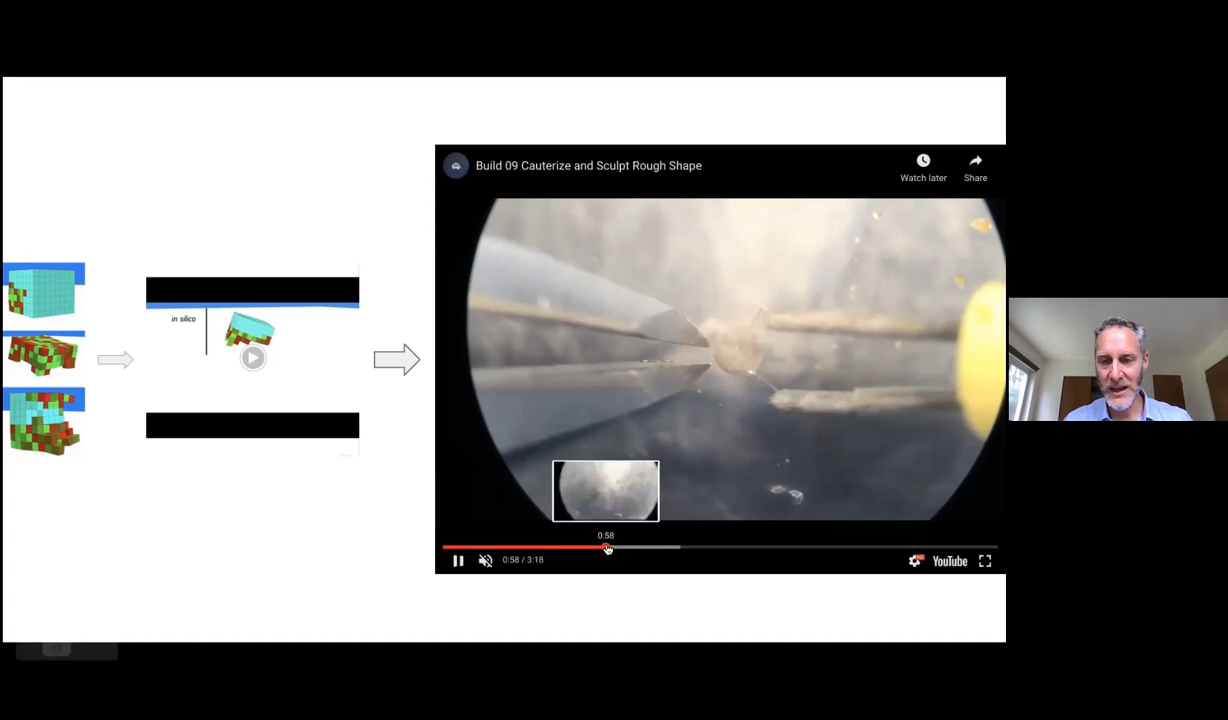 Build 09 Cauterize and Sculpt Rough Shape
Watch later
Share
in silico
0:58
0:58 / 3:18
HD
YouTube